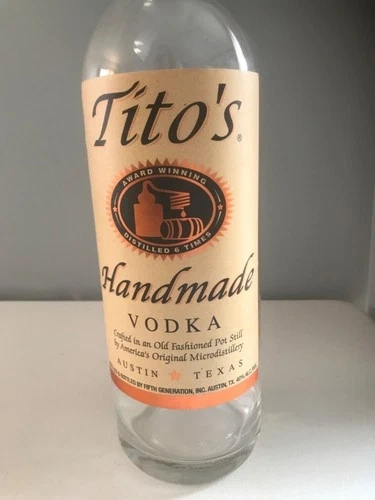 Tito's®
AWARD WINNING
DISTILLED 6 TIMES
Handmade
VODKA
Crafted in an Old Fashioned Pot Still
by America's Original Microdistillery
AUSTIN TEXAS
& BOTTLED BY FIFTH GENERATION, INC. AUSTIN, TX. 40%